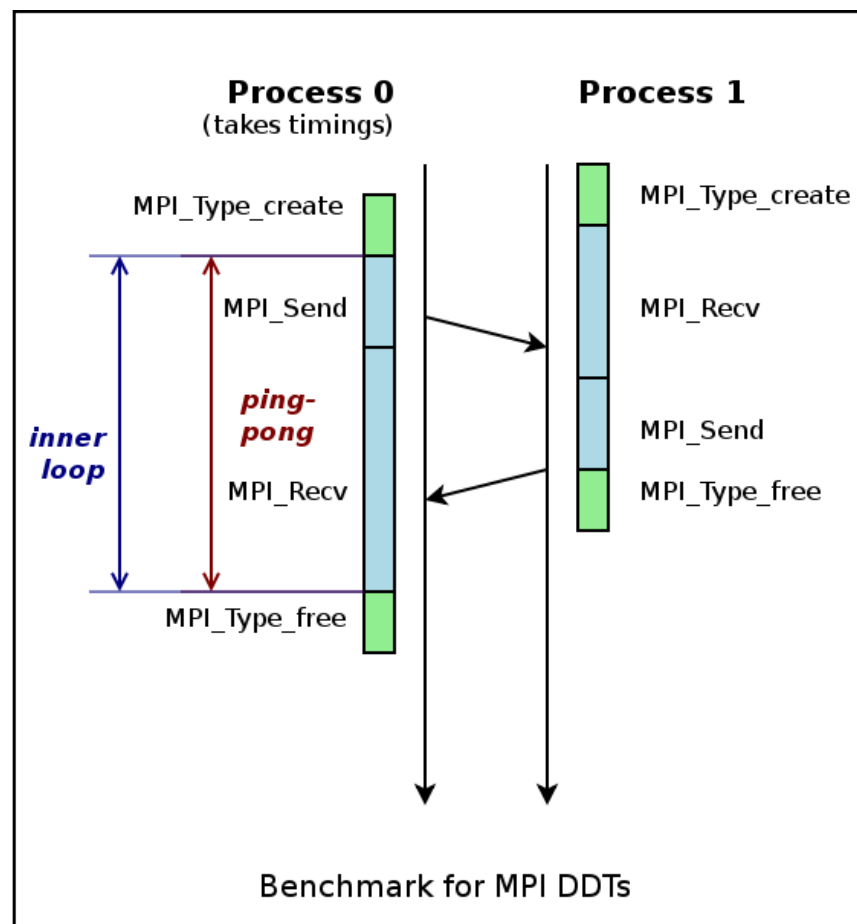 Process 0
(takes timings)
Process 1
MPI_Type_create
MPI_Send
ping-
pong
inner
loop
MPI_Recv
MPI_Type_free
MPI_Type_create
MPI_Recv
MPI_Send
MPI_Type_free
Benchmark for MPI DDTs